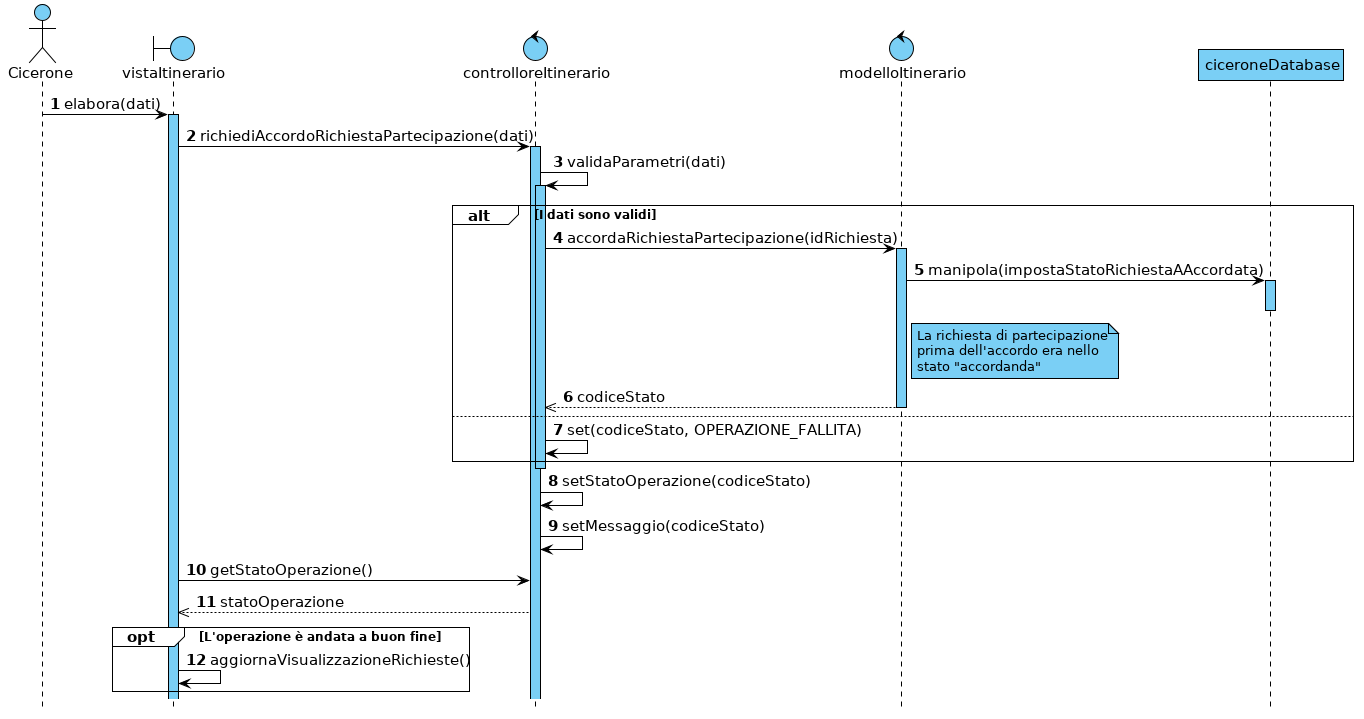 Cicerone
vistaItinerario
controlloreItinerario
modelloItinerario
ciceroneDatabase
1 elabora(dati)
2 richiediAccordoRichiestaPartecipazione(dati)
3 validaParametri(dati)
alt [I dati sono validi]
4 accordaRichiestaPartecipazione(idRichiesta)
5 manipola(impostaStatoRichiestaAAccordata)
La richiesta di partecipazione
prima dell'accordo era nello
stato "accordanda"
6 codiceStato
7 set(codiceStato, OPERAZIONE_FALLITA)
8 setStatoOperazione(codiceStato)
9 setMessaggio(codiceStato)
10 getStatoOperazione()
11 statoOperazione
opt [L'operazione è andata a buon fine]
12 aggiornaVisualizzazioneRichieste()